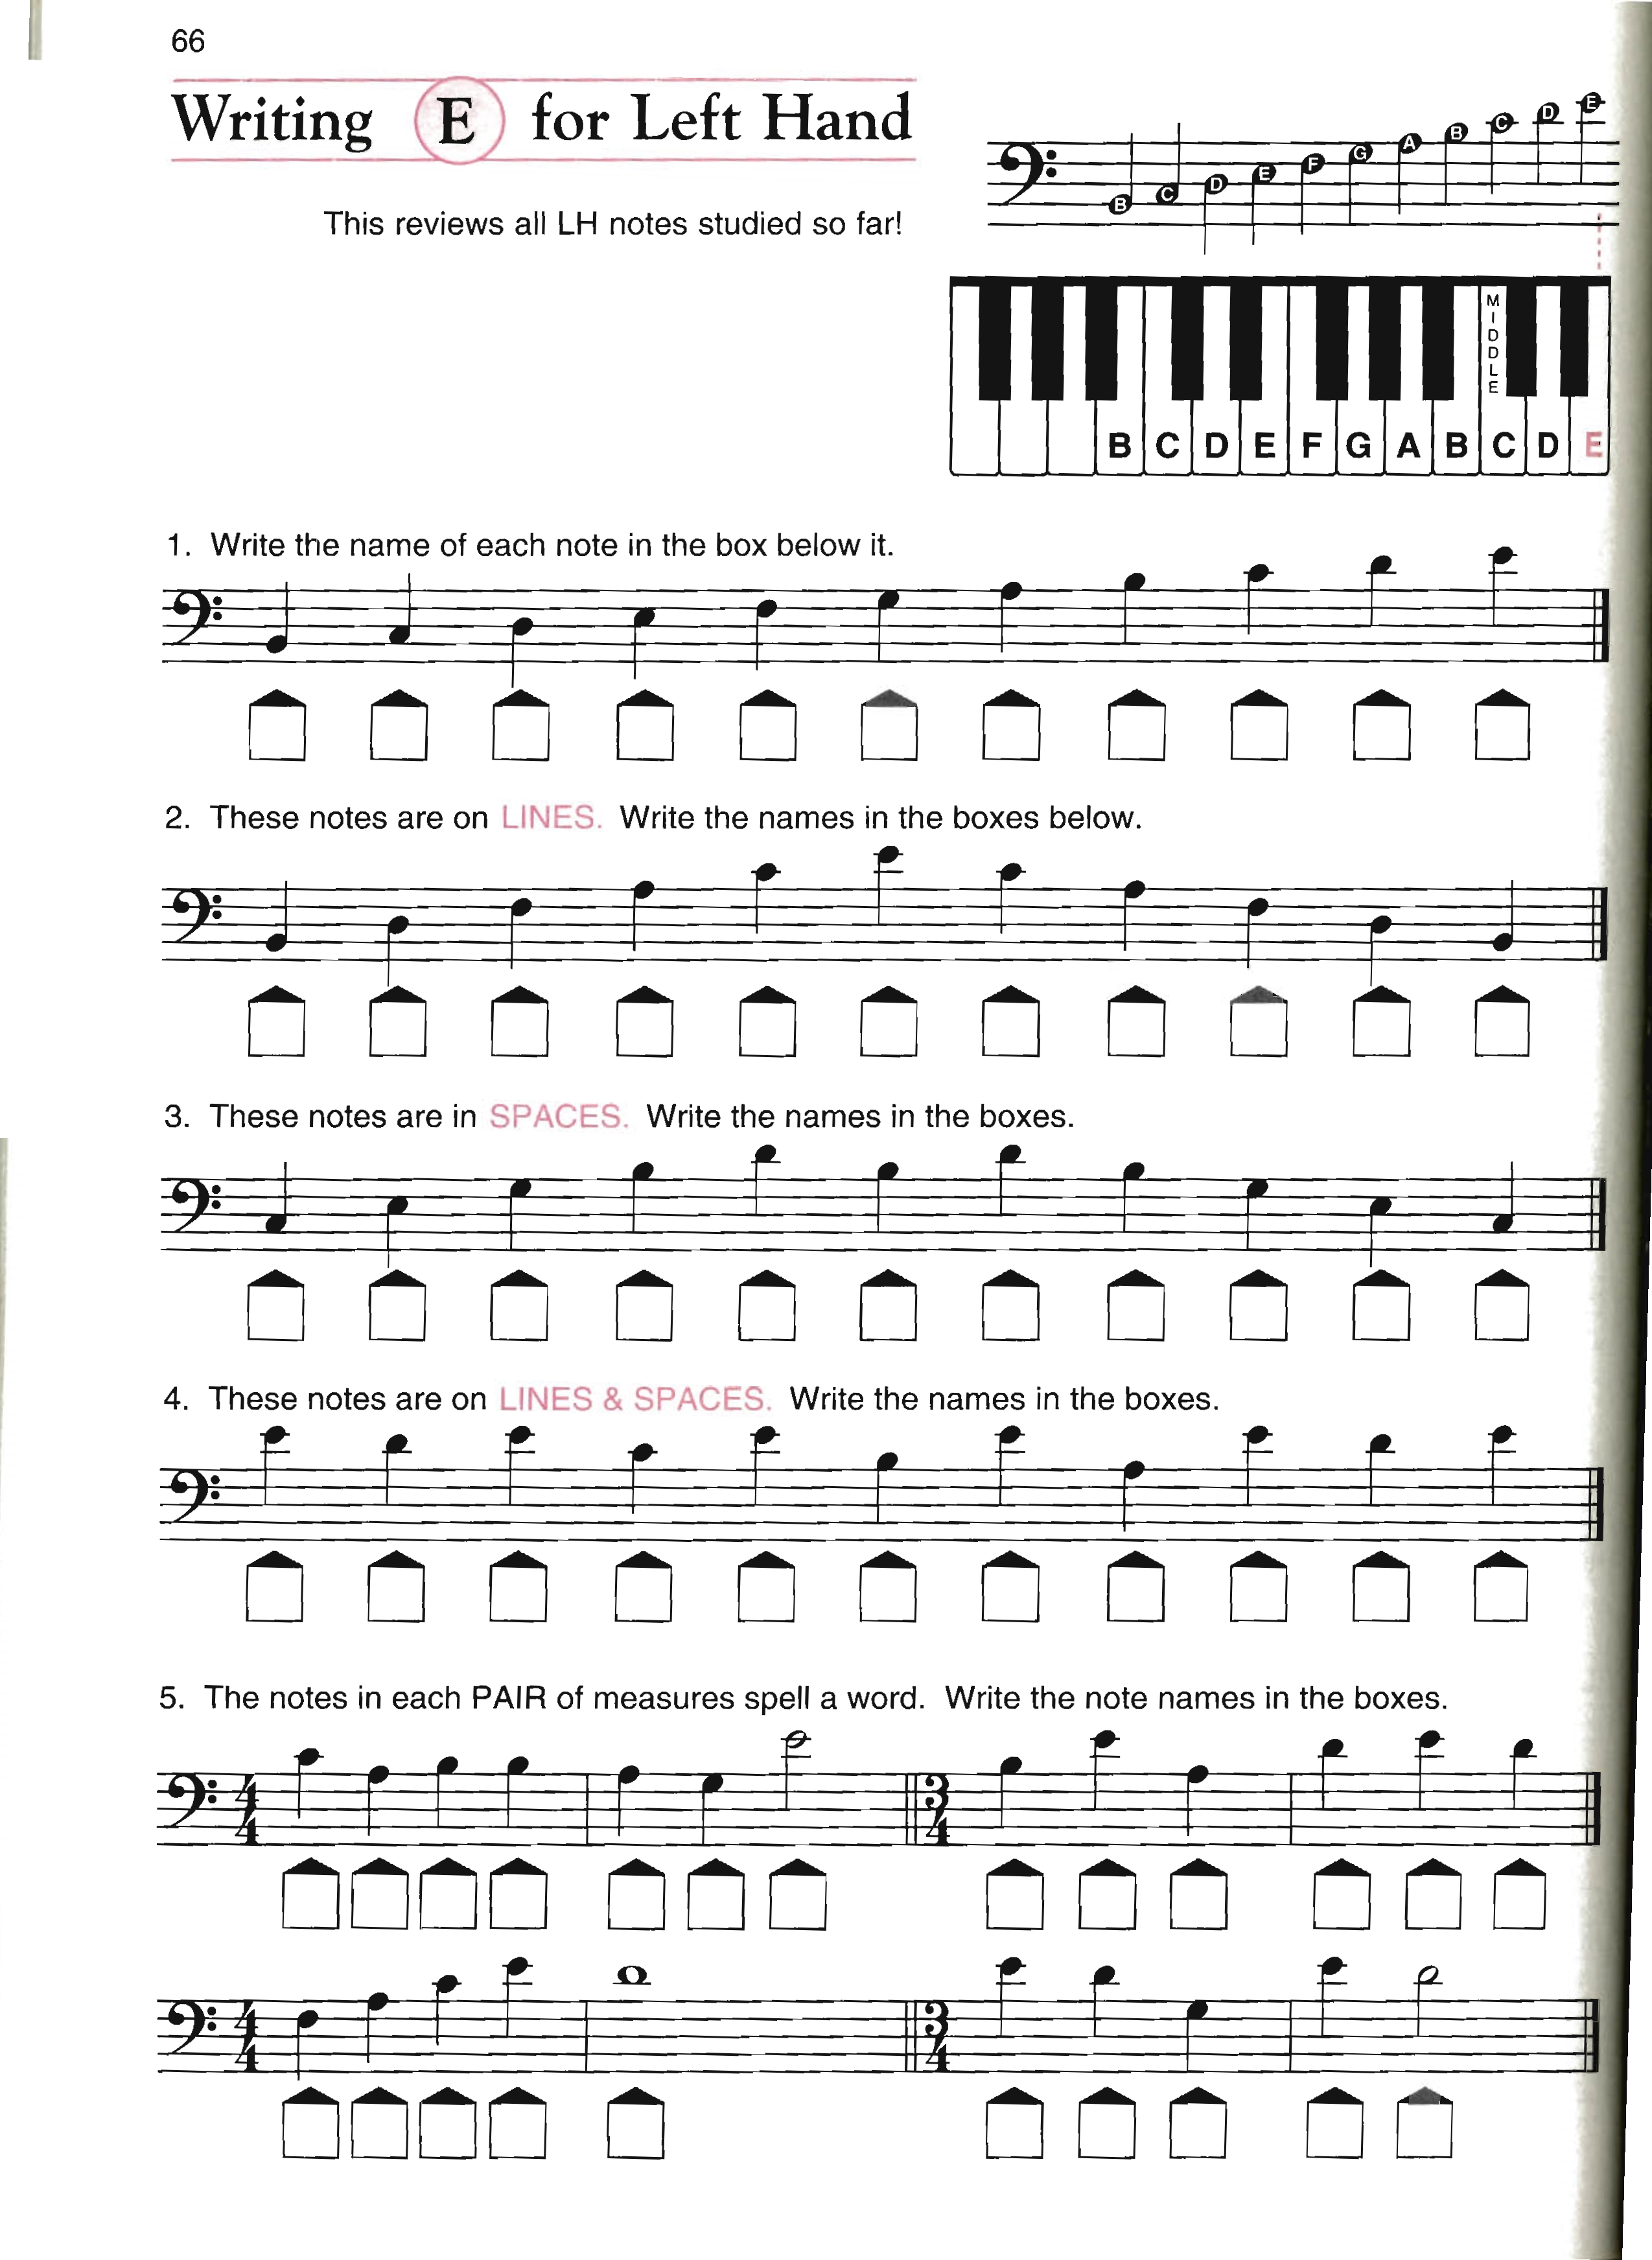 66
Writing E for Left Hand
This reviews all LH notes studied so far!
B C D E F G A B C D E
MIDDLE
B C D E F G A B C D E
1. Write the name of each note in the box below it.
2. These notes are on LINES. Write the names in the boxes below.
3. These notes are in SPACES. Write the names in the boxes.
4. These notes are on LINES & SPACES. Write the names in the boxes.
5. The notes in each PAIR of measures spell a word. Write the note names in the boxes.
4 4 3 4
4 4 3 4